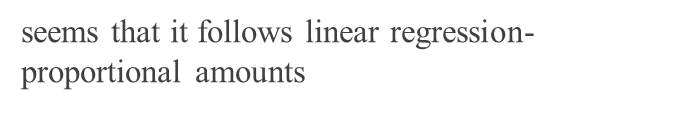 seems that it follows linear regression-
proportional amounts